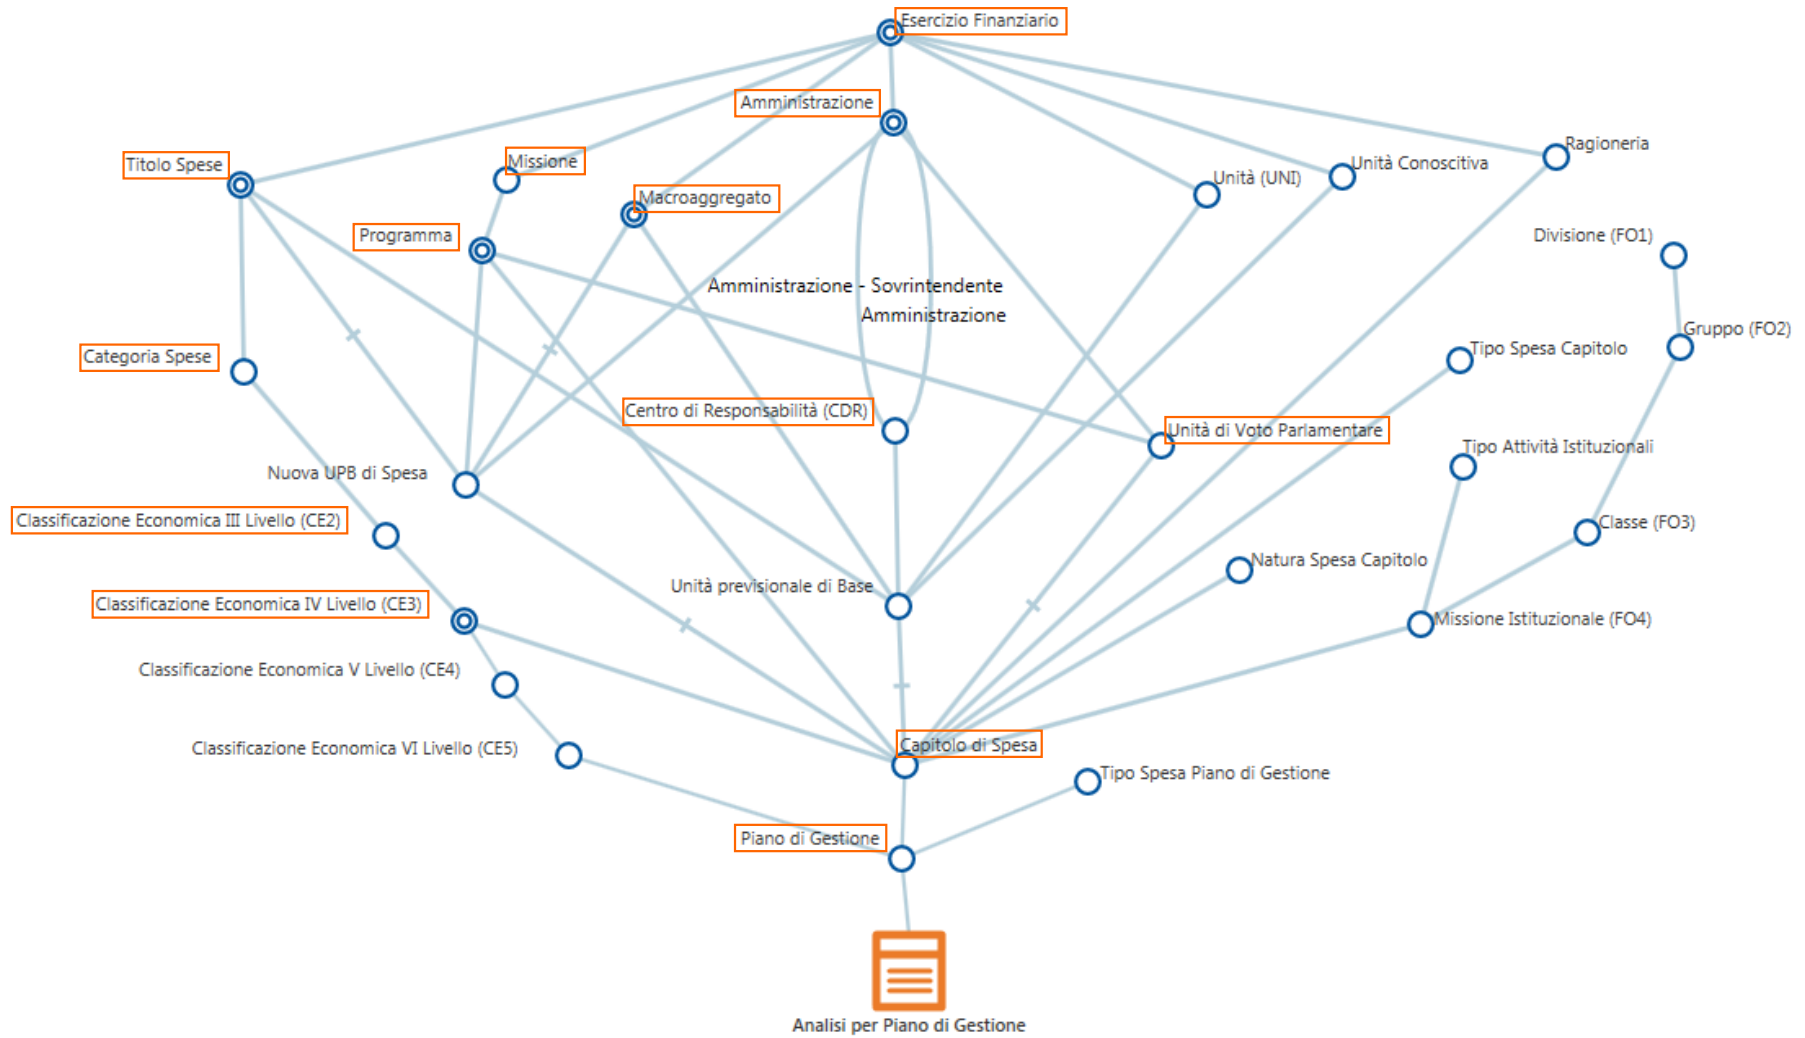 Esercizio Finanziario
Amministrazione
Ragioneria
Titolo Spese
Missione
Unità Conoscitiva
Unità (UNI)
Macroaggregato
Programma
Divisione (FO1)
Amministrazione - Sovrintendente
Amministrazione
Gruppo (FO2)
Categoria Spese
Tipo Spesa Capitolo
Centro di Responsabilità (CDR)
Unità di Voto Parlamentare
Tipo Attività Istituzionali
Nuova UPB di Spesa
Classificazione Economica III Livello (CE2)
Classe (FO3)
Natura Spesa Capitolo
Unità previsionale di Base
Classificazione Economica IV Livello (CE3)
Missione Istituzionale (FO4)
Classificazione Economica V Livello (CE4)
Classificazione Economica VI Livello (CE5)
Capitolo di Spesa
Tipo Spesa Piano di Gestione
Piano di Gestione
Analisi per Piano di Gestione